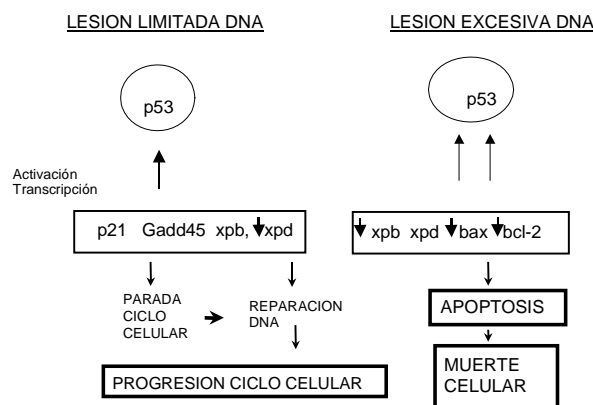 LESION LIMITADA DNA
p53
Activación
Transcripción
p21 Gadd45 xpb, xpd
PARADA
CICLO
CELULAR
REPARACION
DNA
PROGRESION CICLO CELULAR
LESION EXCESIVA DNA
p53
xpb xpd bax bcl-2
APOPTOSIS
MUERTE
CELULAR